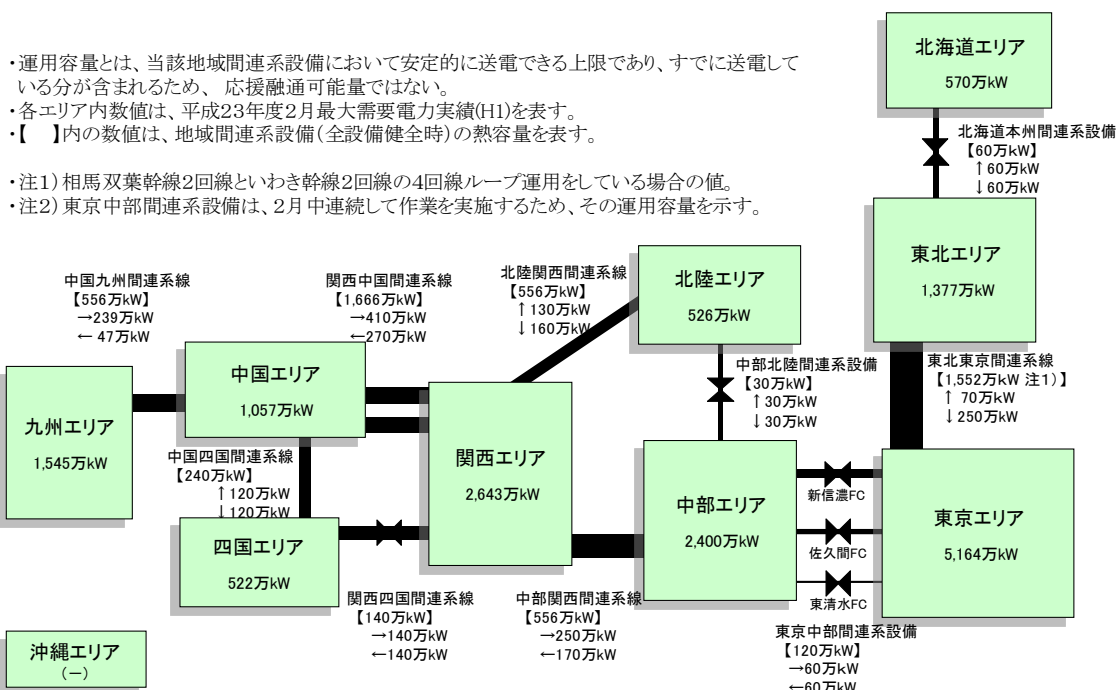 ・運用容量とは、当該地域間連系設備において安定的に送電できる上限であり、すでに送電して
いる分が含まれるため、 応援融通可能量ではない。
・各エリア内数値は、平成23年度2月最大需要電力実績(H1)を表す。
・【　】内の数値は、地域間連系設備(全設備健全時)の熱容量を表す。
・注1)相馬双葉幹線2回線といわき幹線2回線の4回線ループ運用をしている場合の値。
・注2)東京中部間連系設備は、2月中連続して作業を実施するため、その運用容量を示す。
北海道エリア
570万kW
北海道本州間連系設備
【60万kW】
↑60万kW
↓60万kW
東北エリア
1,377万kW
東北東京間連系線
【1,552万kW 注1)】
↑ 70万kW
↓250万kW
中国九州間連系線
【556万kW】
→239万kW
← 47万kW
関西中国間連系線
【1,666万kW】
→410万kW
←270万kW
北陸関西間連系線
【556万kW】
↑130万kW
↓160万kW
北陸エリア
526万kW
中部北陸間連系設備
【30万kW】
↑30万kW
↓30万kW
九州エリア
1,545万kW
中国エリア
1,057万kW
中国四国間連系線
【240万kW】
↑120万kW
↓120万kW
四国エリア
522万kW
関西エリア
2,643万kW
中部エリア
2,400万kW
新信濃FC
佐久間FC
東清水FC
東京エリア
5,164万kW
関西四国間連系線
【140万kW】
→140万kW
←140万kW
中部関西間連系線
【556万kW】
→250万kW
←170万kW
東京中部間連系設備
【120万kW】
→60万kW
←60万kW
沖縄エリア
(－)